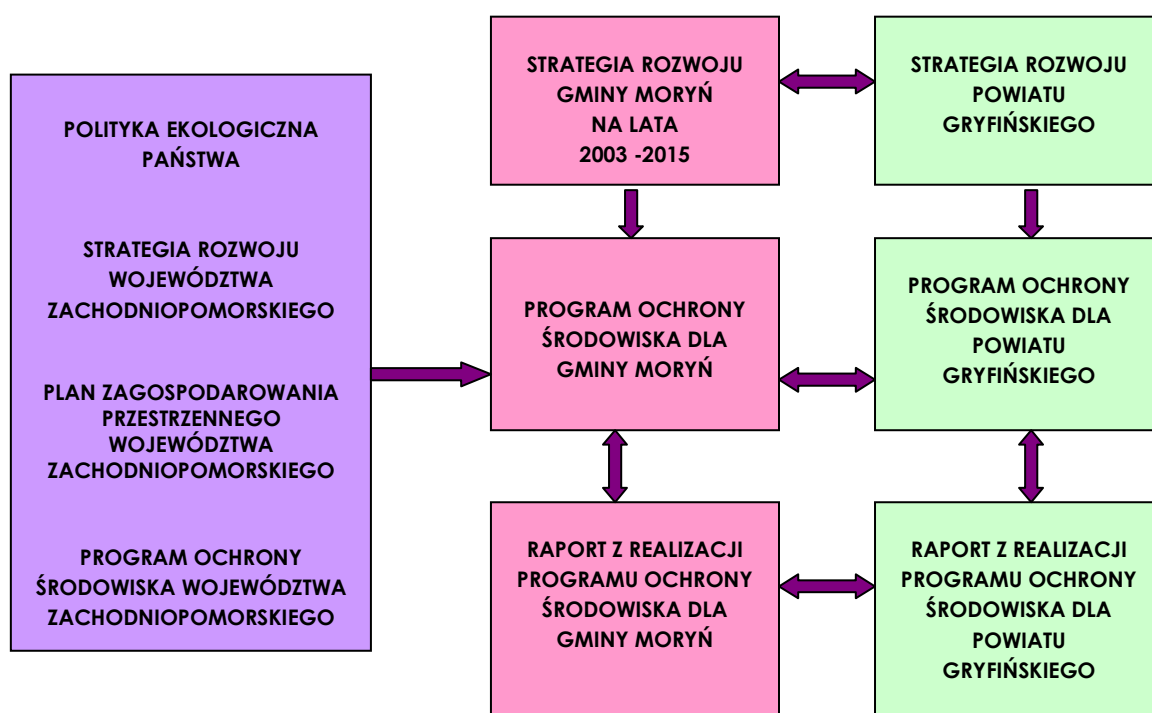 POLITYKA EKOLOGICZNA
PAŃSTWA
STRATEGIA ROZWOJU
WOJEWÓDZTWA
ZACHODNIOPOMORSKIEGO
PLAN ZAGOSPODAROWANIA
PRZESTRZENNEGO
WOJEWÓDZTWA
ZACHODNIOPOMORSKIEGO
PROGRAM OCHRONY
ŚRODOWISKA WOJEWÓDZTWA
ZACHODNIOPOMORSKIEGO
STRATEGIA ROZWOJU
GMINY MORYŃ
NA LATA
2003 -2015
STRATEGIA ROZWOJU
POWIATU
GRYFIŃSKIEGO
PROGRAM OCHRONY
ŚRODOWISKA DLA
GMINY MORYŃ
PROGRAM OCHRONY
ŚRODOWISKA DLA
POWIATU
GRYFIŃSKIEGO
RAPORT Z REALIZACJI
PROGRAMU OCHRONY
ŚRODOWISKA DLA
GMINY MORYŃ
RAPORT Z REALIZACJI
PROGRAMU OCHRONY
ŚRODOWISKA DLA
POWIATU
GRYFIŃSKIEGO